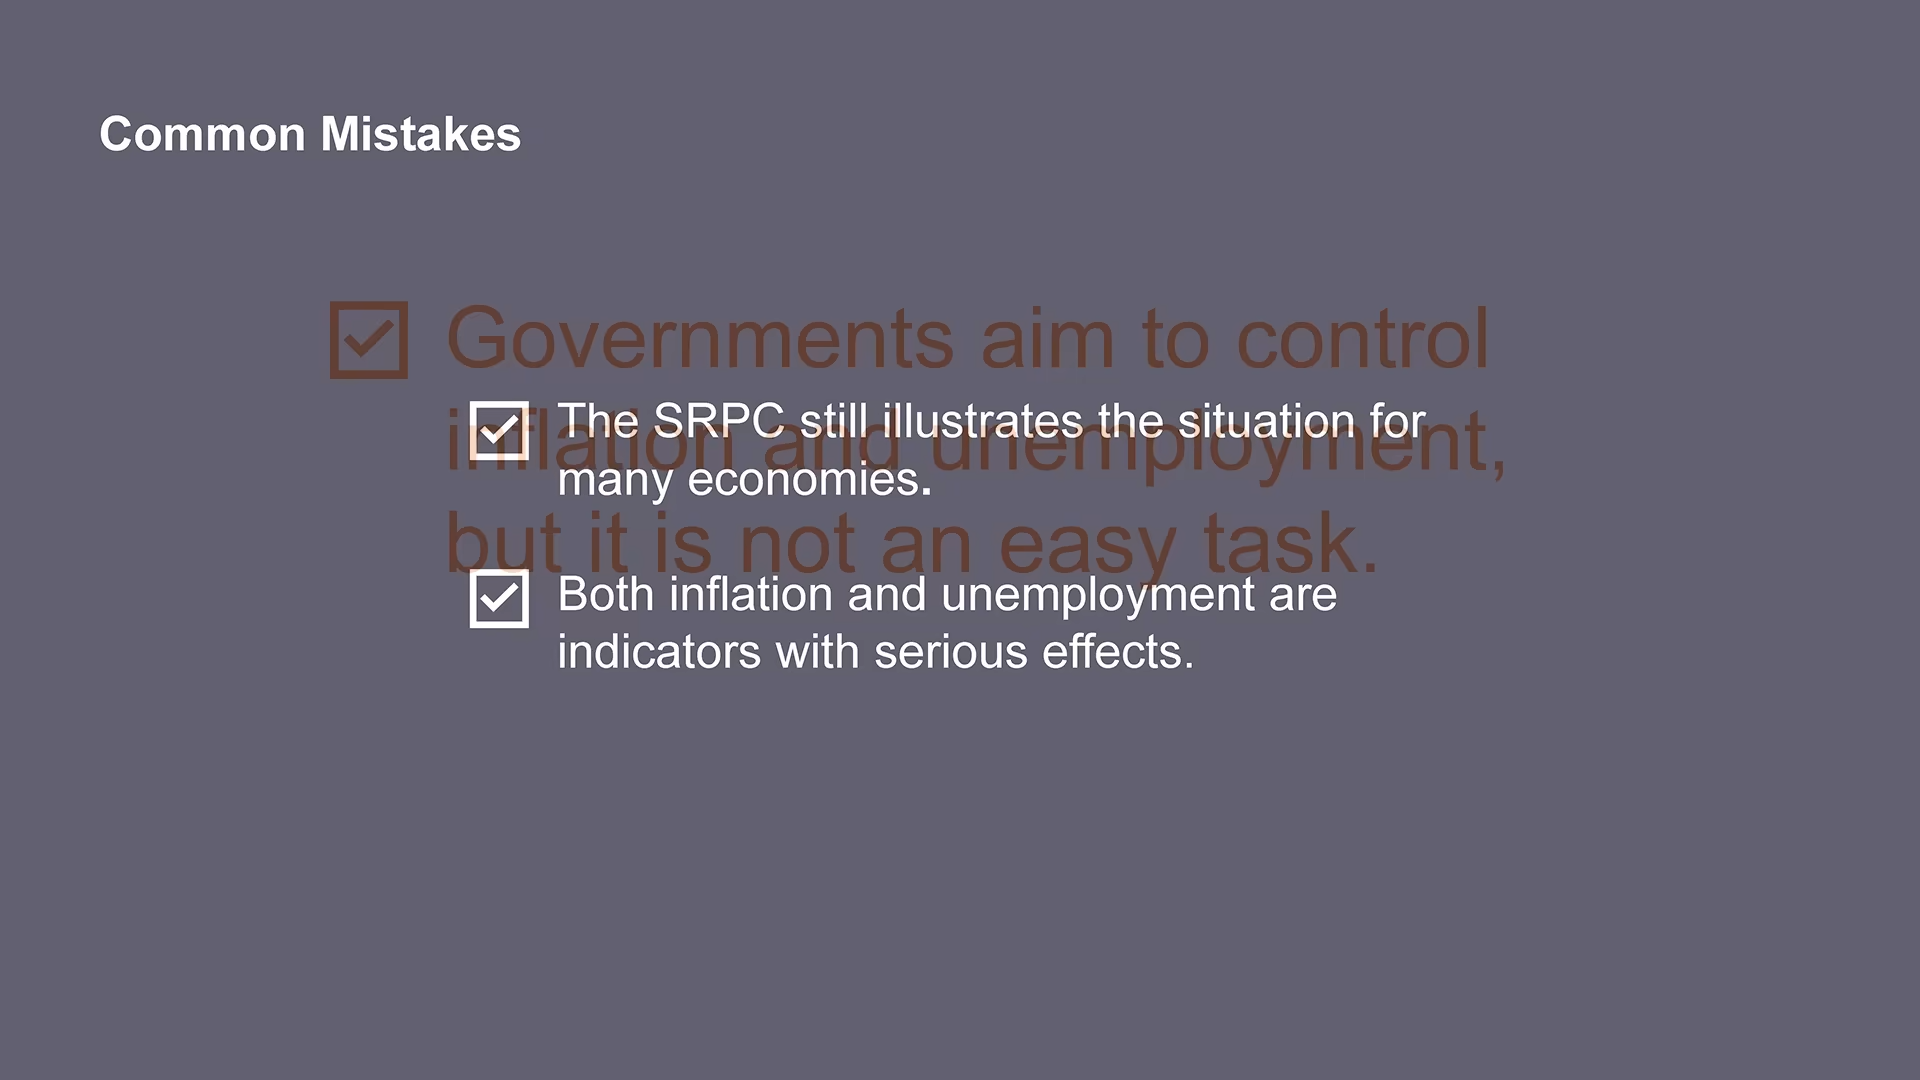 Common Mistakes
Governments aim to control
inflation and unemployment,
but it is not an easy task.
The SRPC still illustrates the situation for
many economies.
Both inflation and unemployment are
indicators with serious effects.